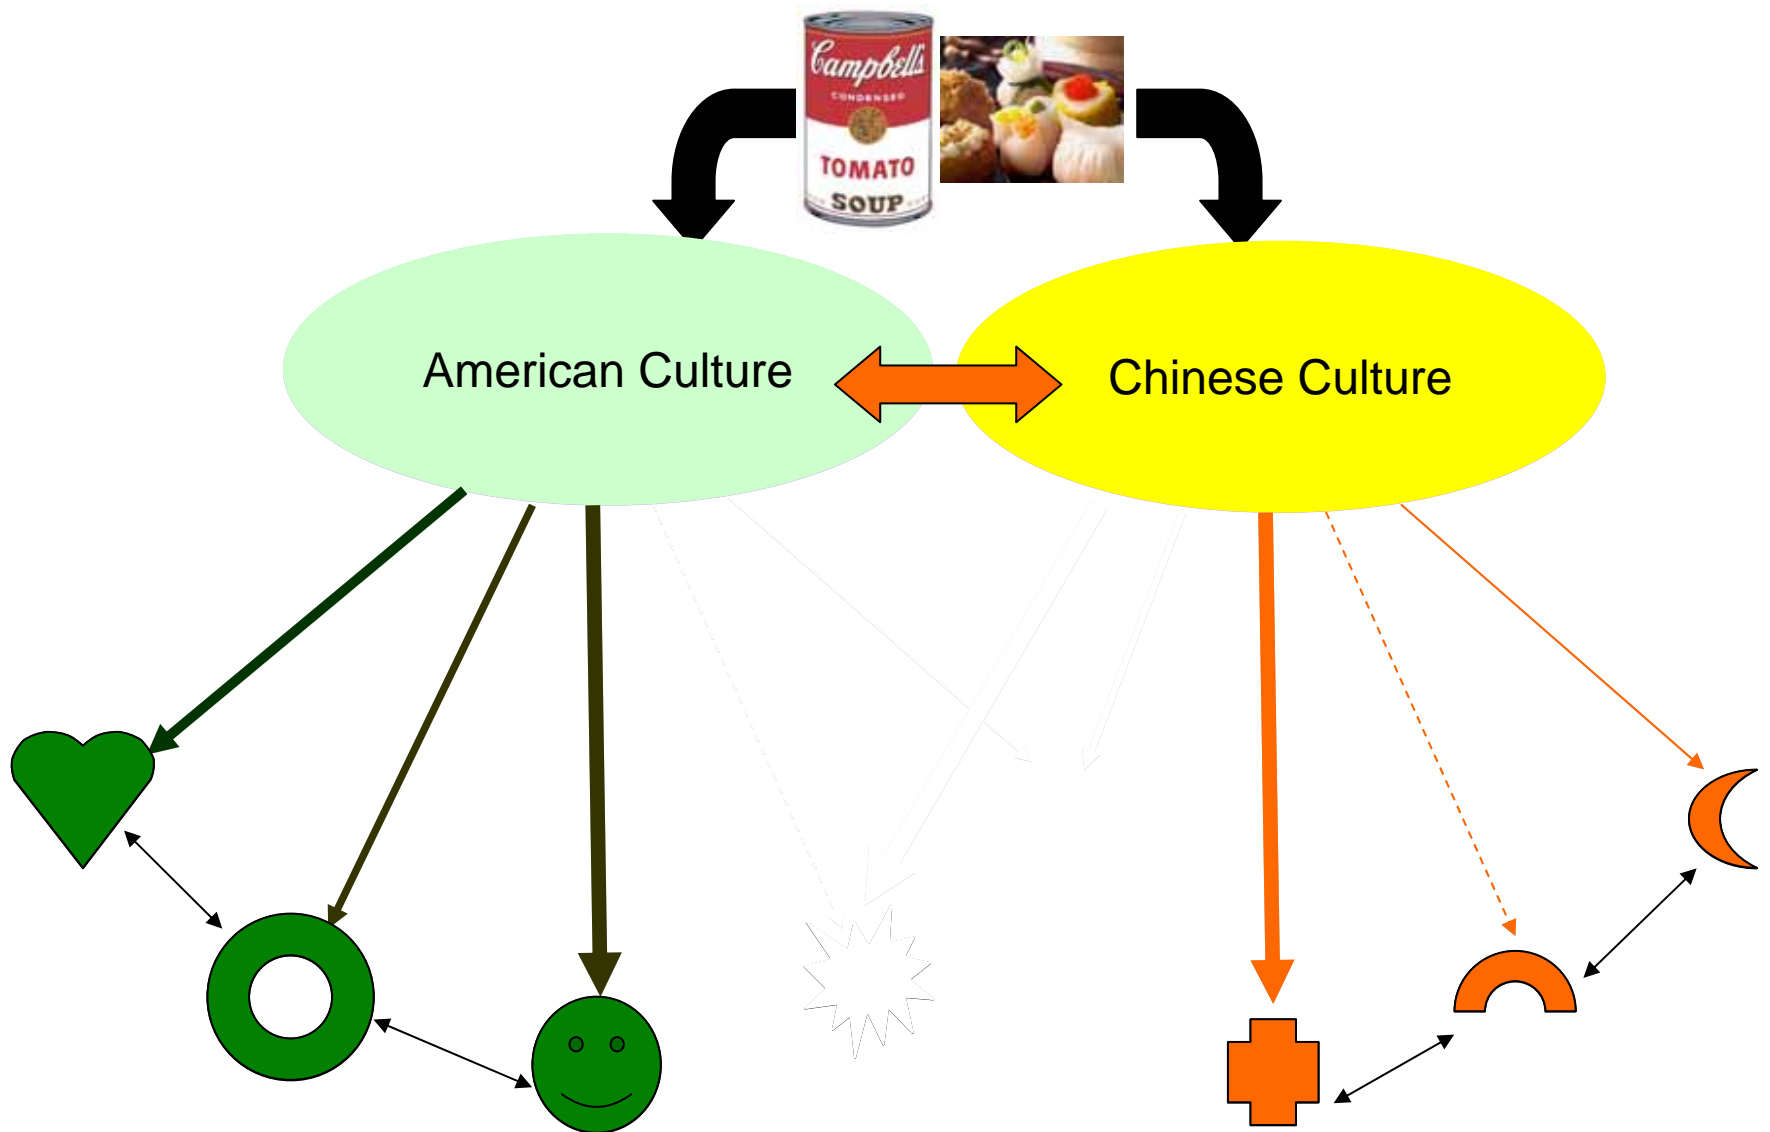 Campbell's
CONDENSED
TOMATO
SOUP
American Culture
Chinese Culture